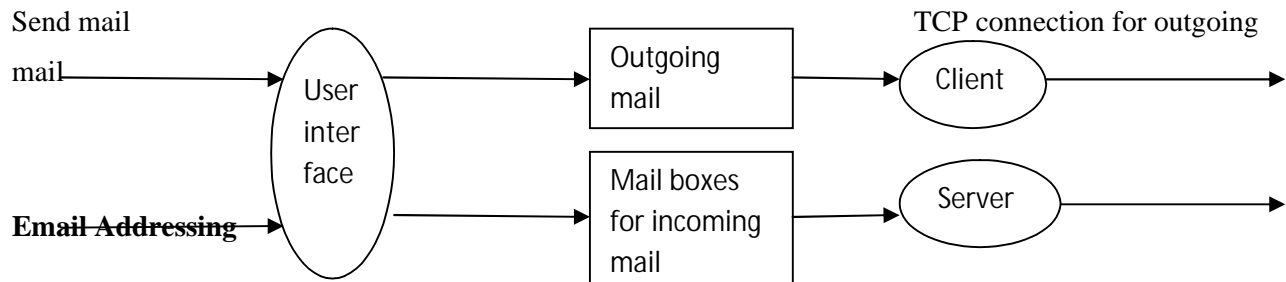 Send mail
TCP connection for outgoing
mail
User
inter
face
Outgoing
mail
Client
Email Addressing
Mail boxes
for incoming
mail
Server